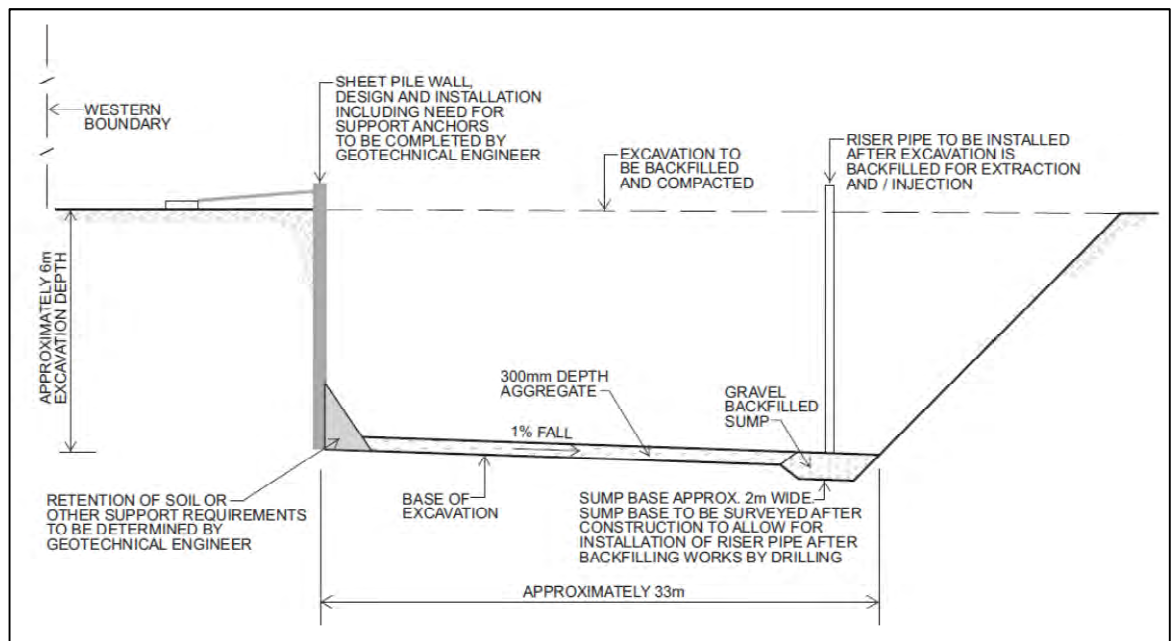 SHEET PILE WALL,
DESIGN AND INSTALLATION
INCLUDING NEED FOR
SUPPORT ANCHORS
TO BE COMPLETED BY
GEOTECHNICAL ENGINEER
WESTERN
BOUNDARY
EXCAVATION TO
BE BACKFILLED
AND COMPACTED
RISER PIPE TO BE INSTALLED
AFTER EXCAVATION IS
BACKFILLED FOR EXTRACTION
AND / INJECTION
APPROXIMATELY 6m
EXCAVATION DEPTH
300mm DEPTH
AGGREGATE
1% FALL
GRAVEL
BACKFILLED
SUMP
RETENTION OF SOIL OR
OTHER SUPPORT REQUIREMENTS
TO BE DETERMINED BY
GEOTECHNICAL ENGINEER
BASE OF
EXCAVATION
SUMP BASE APPROX. 2m WIDE.
SUMP BASE TO BE SURVEYED AFTER
CONSTRUCTION TO ALLOW FOR
INSTALLATION OF RISER PIPE AFTER
BACKFILLING WORKS BY DRILLING
APPROXIMATELY 33m